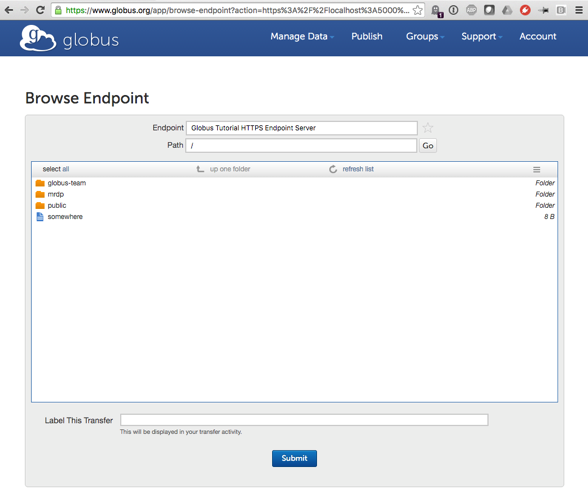 https://www.globus.org/app/browse-endpoint?action=https%3A%2F%2Flocalhost%3A5000%...
1
g globus
Manage Data Publish Groups Support Account
Browse Endpoint
Endpoint Globus Tutorial HTTPS Endpoint Server
Path / Go
select all up one folder refresh list
globus-team Folder
mrdp Folder
public Folder
somewhere 8 B
Label This Transfer
This will be displayed in your transfer activity.
Submit